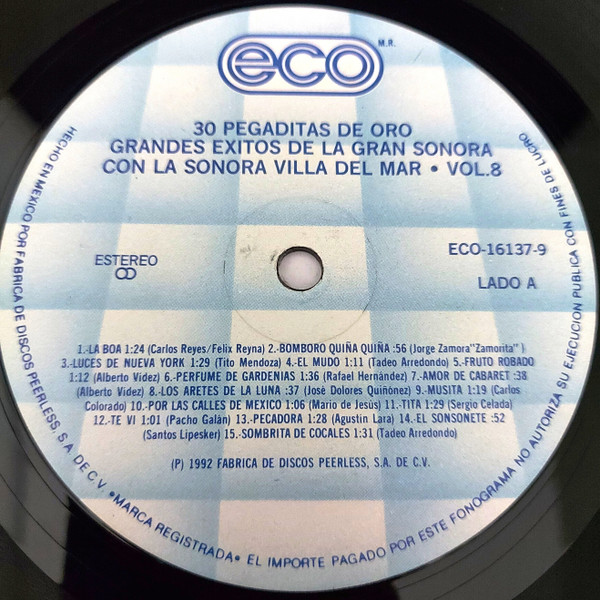 eco M.R.
30 PEGADITAS DE ORO
GRANDES EXITOS DE LA GRAN SONORA
CON LA SONORA VILLA DEL MAR • VOL.8
ESTEREO
ECO-16137-9
LADO A
1.-LA BOA 1:24 (Carlos Reyes/Felix Reyna) 2.-BOMBORO QUIÑA QUIÑA :56 (Jorge Zamora"Zamorita" )
3.-LUCES DE NUEVA YORK 1:29 (Tito Mendoza) 4.-EL MUDO 1:11 (Tadeo Arredondo) 5.-FRUTO ROBADO
1:12 (Alberto Videz) 6.-PERFUME DE GARDENIAS 1:36 (Rafael Hernández) 7.-AMOR DE CABARET :38
(Alberto Videz) 8.-LOS ARETES DE LA LUNA :37 (José Dolores Quiñónez) 9.-MUSITA 1:19 (Carlos
Colorado) 10.-POR LAS CALLES DE MEXICO 1:06 (Mario de Jesús) 11.-TITA 1:29 (Sergio Celada)
12.-TE VI 1:01 (Pacho Galán) 13.-PECADORA 1:28 (Agustin Lara) 14.-EL SONSONETE :52
(Santos Lipesker) 15.-SOMBRITA DE COCALES 1:31 (Tadeo Arredondo)
(P) 1992 FABRICA DE DISCOS PEERLESS, S.A. DE C.V.
HECHO EN MEXICO POR FABRICA DE DISCOS PEERLESS, S.A. DE C.V. •MARCA REGISTRADA• EL IMPORTE PAGADO POR ESTE FONOGRAMA NO AUTORIZA SU EJECUCION PUBLICA CON FINES DE LUCRO